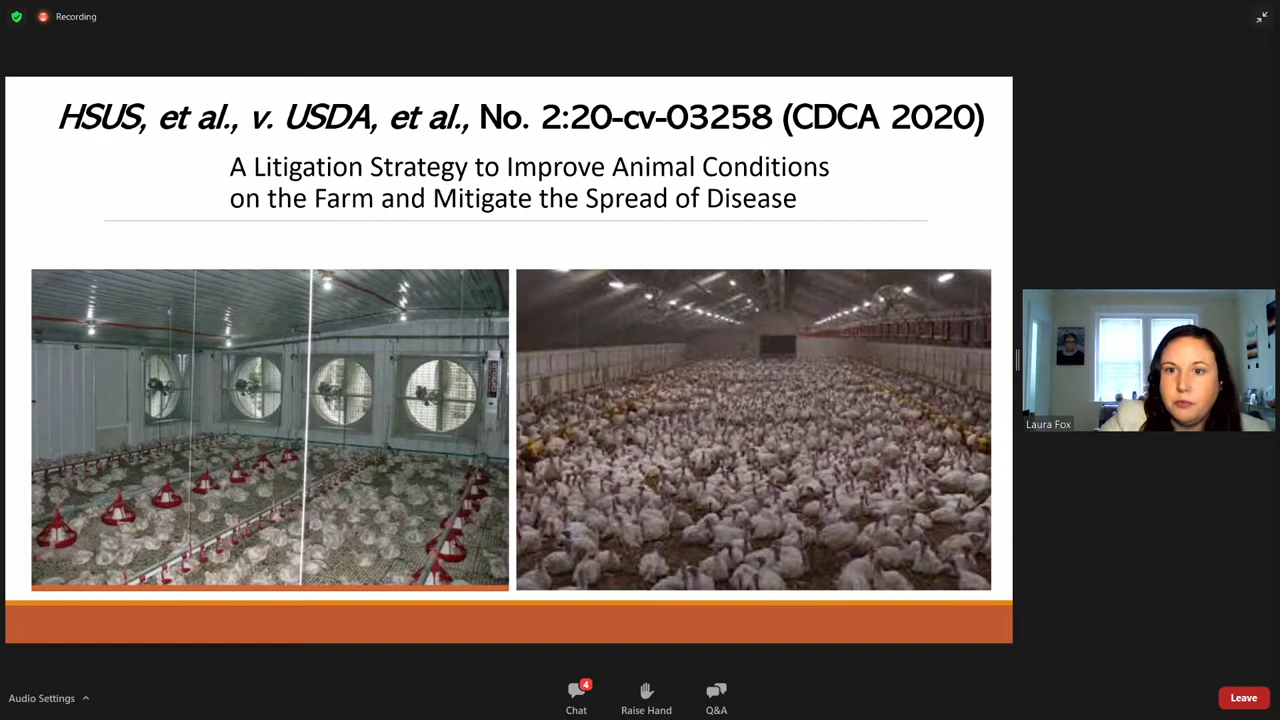 Recording
HSUS, et al., v. USDA, et al., No. 2:20-cv-03258 (CDCA 2020)
A Litigation Strategy to Improve Animal Conditions
on the Farm and Mitigate the Spread of Disease
Laura Fox
4
Audio Settings
Chat
Raise Hand
Q&A
Leave